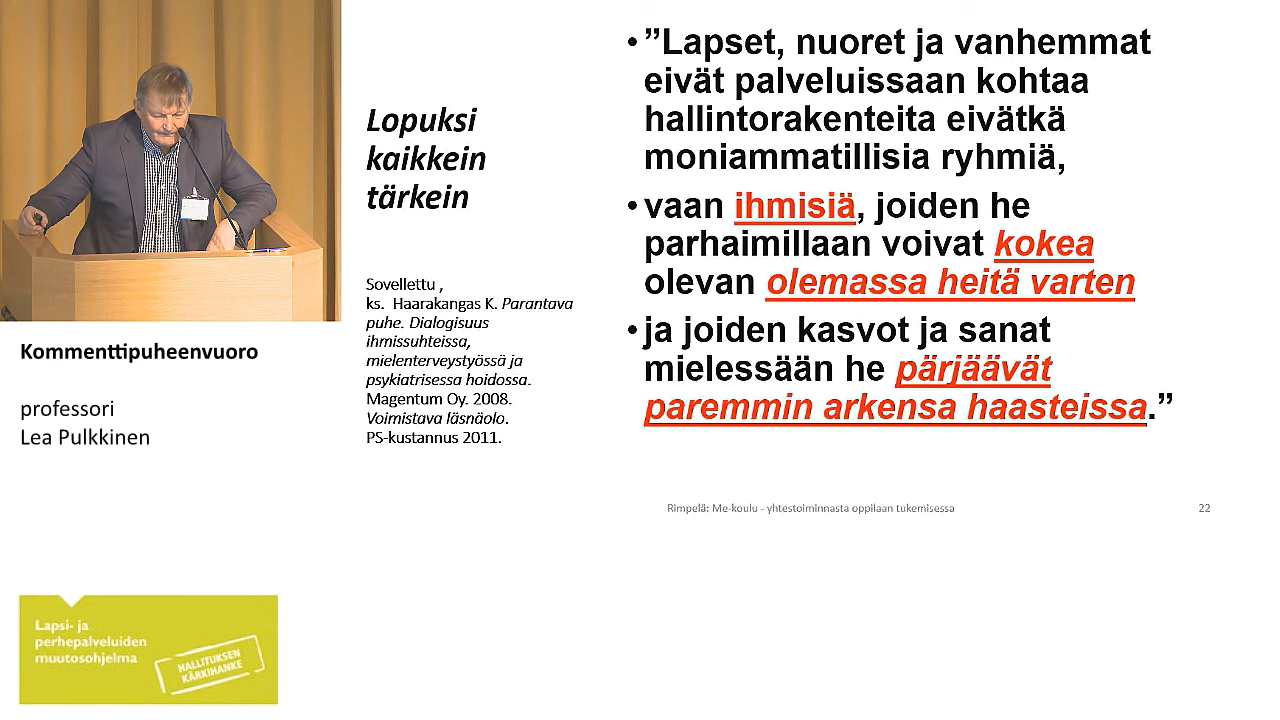 Lopuksi
kaikkein
tärkein
Sovellettu ,
ks. Haarakangas K. Parantava
puhe. Dialogisuus
ihmissuhteissa,
mielenterveystyössä ja
psykiatrisessa hoidossa.
Magentum Oy. 2008.
Voimistava läsnäolo.
PS-kustannus 2011.
• ”Lapset, nuoret ja vanhemmat
eivät palveluissaan kohtaa
hallintorakenteita eivätkä
moniammatillisia ryhmiä,
• vaan ihmisiä, joiden he
parhaimillaan voivat kokea
olevan olemassa heitä varten
• ja joiden kasvot ja sanat
mielessään he pärjäävät
paremmin arkensa haasteissa.”
Rimpelä: Me-koulu - yhtestoiminnasta oppilaan tukemisessa
22
Kommenttipuheenvuoro
professori
Lea Pulkkinen
Lapsi- ja
perhepalveluiden
muutosohjelma
HALLITUKSEN
KÄRKIHANKE